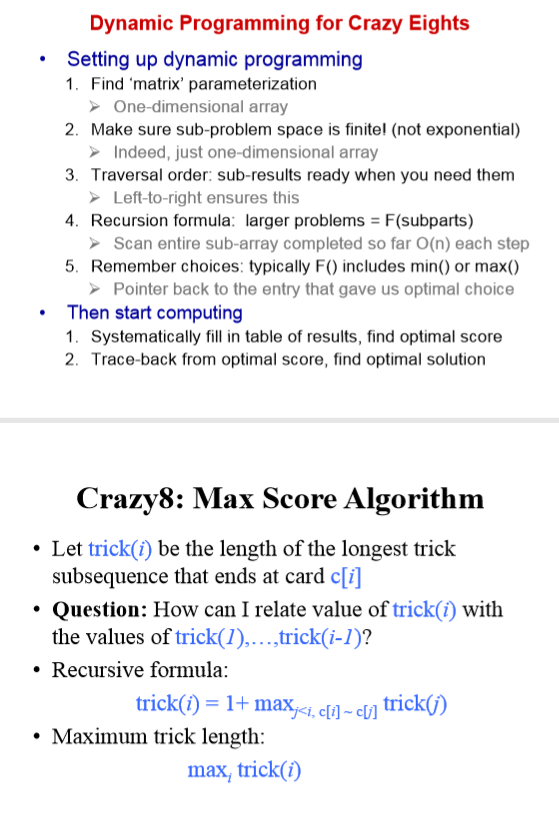 Dynamic Programming for Crazy Eights
• Setting up dynamic programming
1. Find ‘matrix’ parameterization
➢ One-dimensional array
2. Make sure sub-problem space is finite! (not exponential)
➢ Indeed, just one-dimensional array
3. Traversal order: sub-results ready when you need them
➢ Left-to-right ensures this
4. Recursion formula: larger problems = F(subparts)
➢ Scan entire sub-array completed so far O(n) each step
5. Remember choices: typically F() includes min() or max()
➢ Pointer back to the entry that gave us optimal choice
• Then start computing
1. Systematically fill in table of results, find optimal score
2. Trace-back from optimal score, find optimal solution
Crazy8: Max Score Algorithm
• Let trick(i) be the length of the longest trick
subsequence that ends at card c[i]
• Question: How can I relate value of trick(i) with
the values of trick(1),…,trick(i-1)?
• Recursive formula:
trick(i) = 1+ max j<i, c[i] ~ c[j] trick(j)
• Maximum trick length:
max i trick(i)